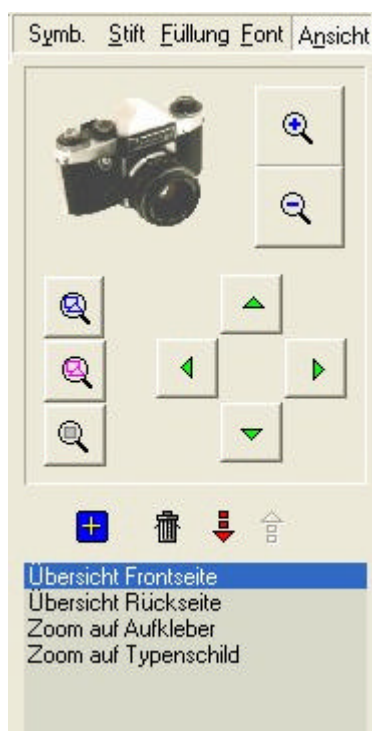 Symb. Stift Füllung Font Ansicht
Übersicht Frontseite
Übersicht Rückseite
Zoom auf Aufkleber
Zoom auf Typenschild